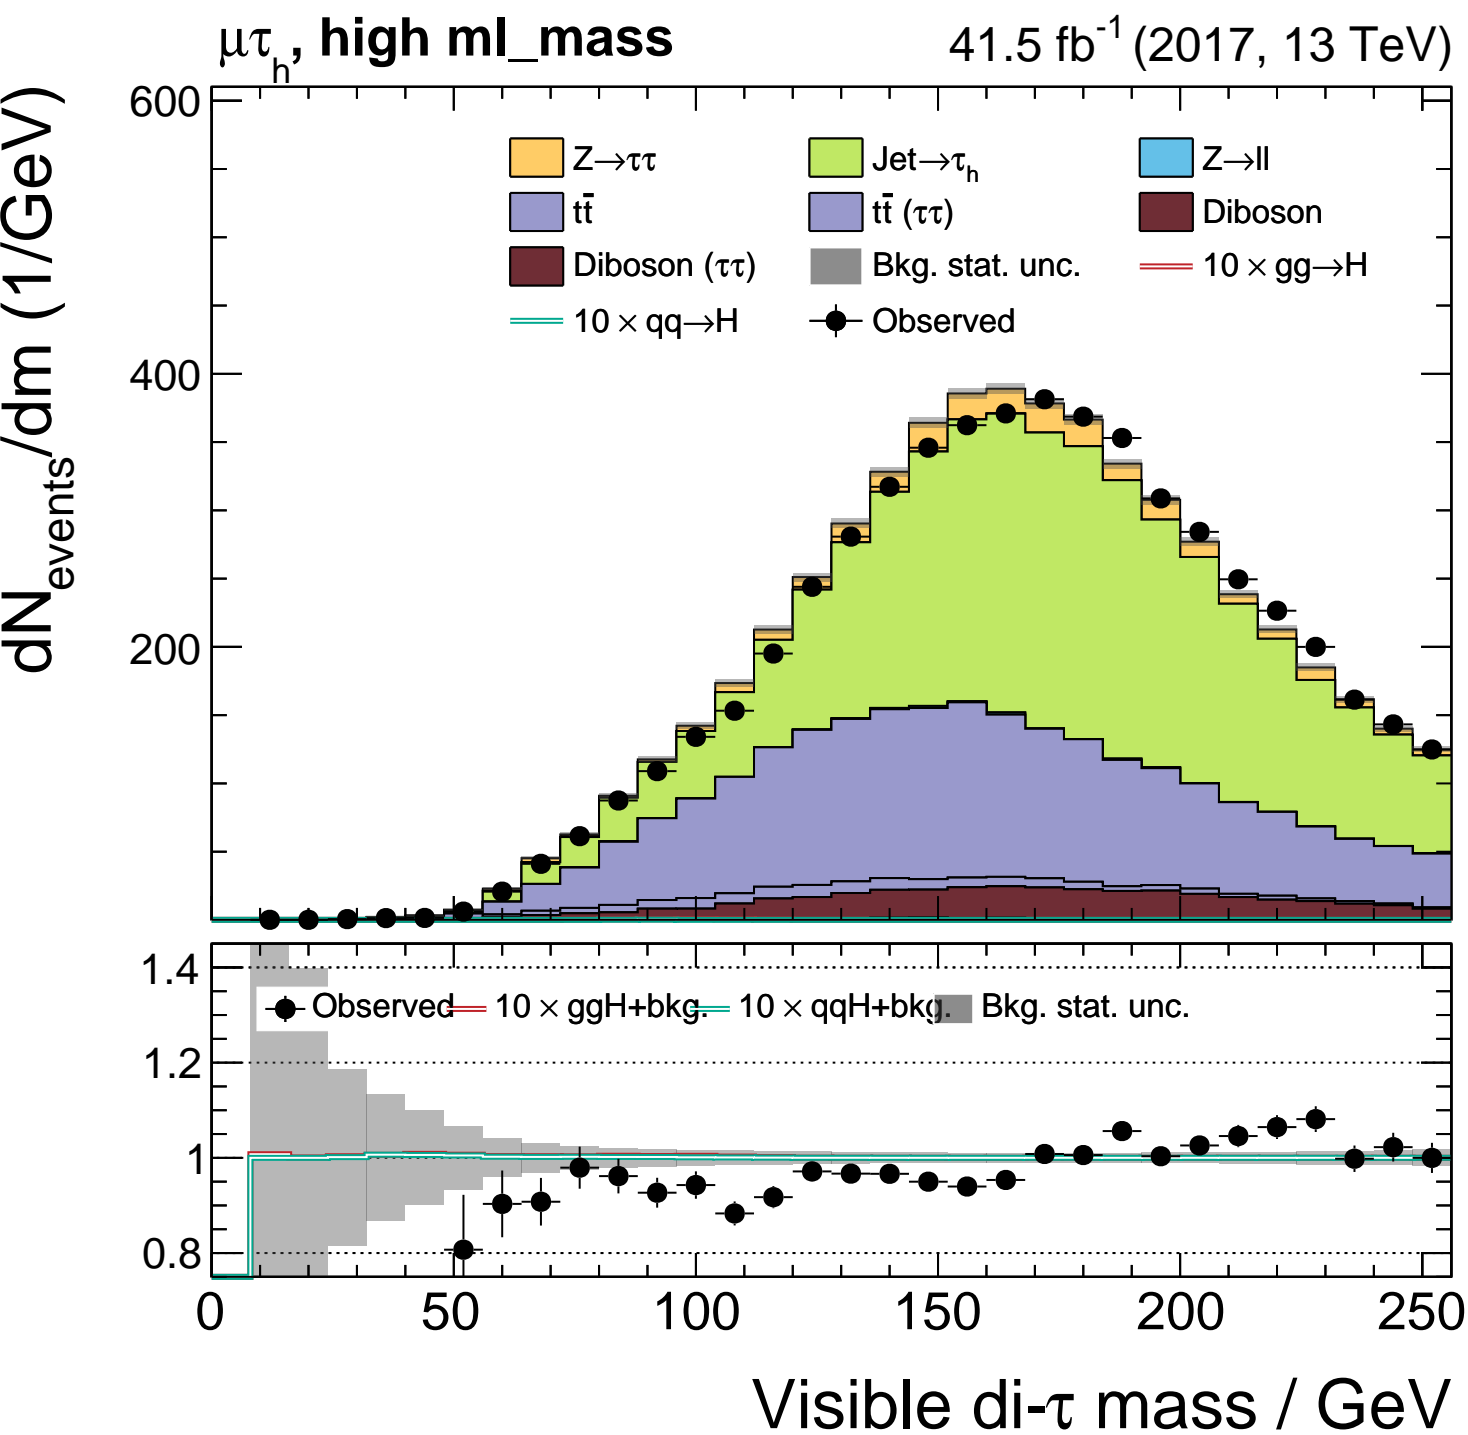 μτh, high ml_mass
41.5 fb-1 (2017, 13 TeV)
dNevents/dm (1/GeV)
600
400
200
Z→ττ
Jet→τh
Z→ll
tt̄
tt̄ (ττ)
Diboson
Diboson (ττ)
Bkg. stat. unc.
10 × gg→H
10 × qq→H
Observed
1.4
1.2
1
0.8
Observed
10 × ggH+bkg.
10 × qqH+bkg.
Bkg. stat. unc.
0
50
100
150
200
250
Visible di-τ mass / GeV